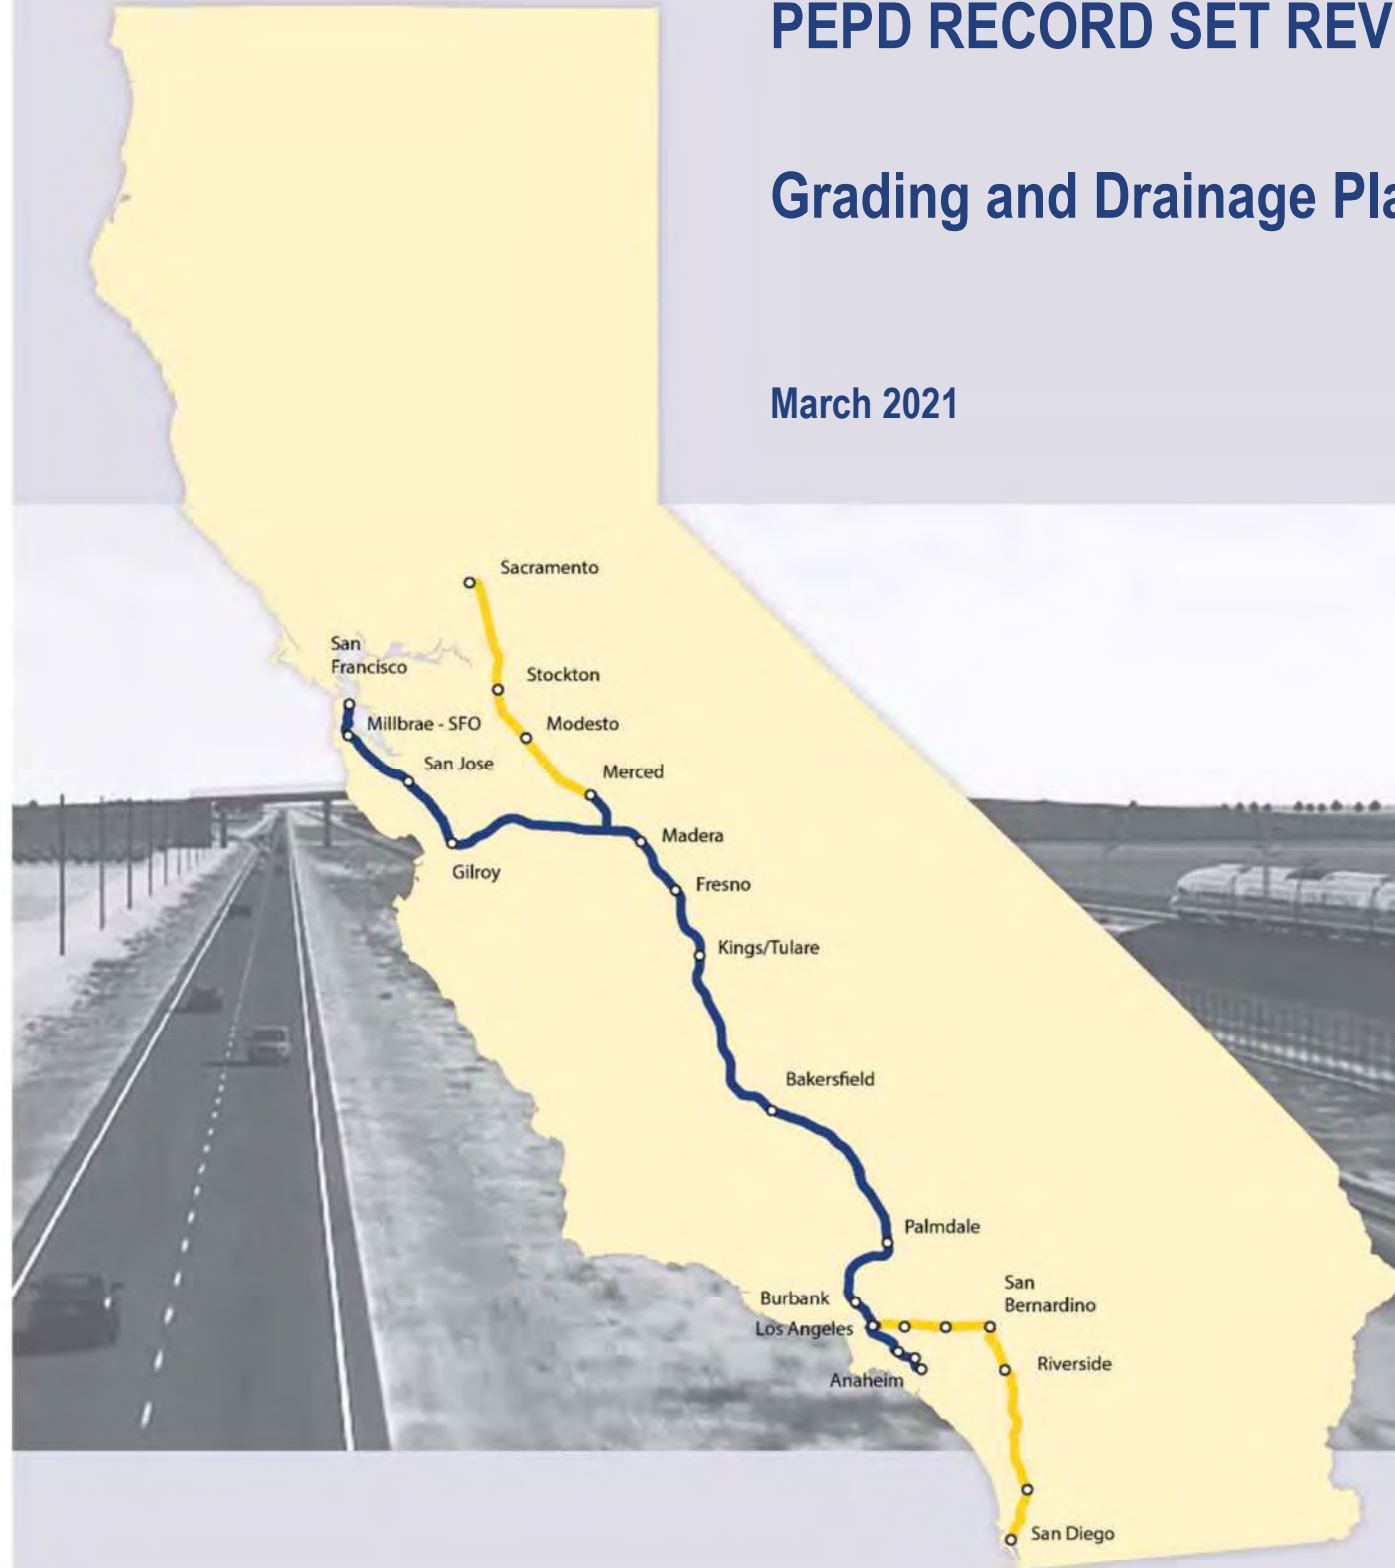 PEPD RECORD SET REV
Grading and Drainage Pla
March 2021
Sacramento
San
Francisco
Stockton
Millbrae - SFO
Modesto
San Jose
Merced
Madera
Gilroy
Fresno
Kings/Tulare
Bakersfield
Palmdale
San
Bernardino
Burbank
Los Angeles
Riverside
Anaheim
San Diego